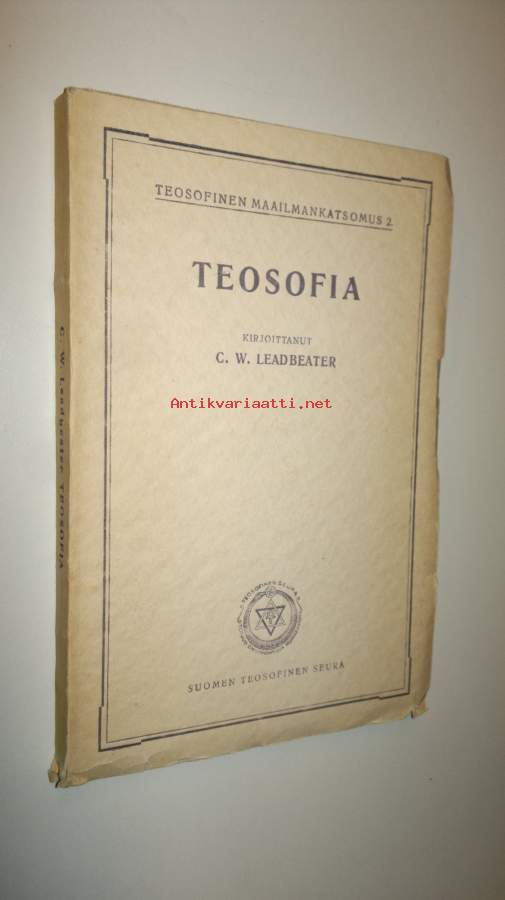 TEOSOFINEN MAAILMANKATSOMUS 2.
TEOSOFIA
KIRJOITTANUT
C. W. LEADBEATER
Antikvariaatti.net
SUOMEN TEOSOFINEN SEURA
C. W. Leadbeater TEOSOFIA